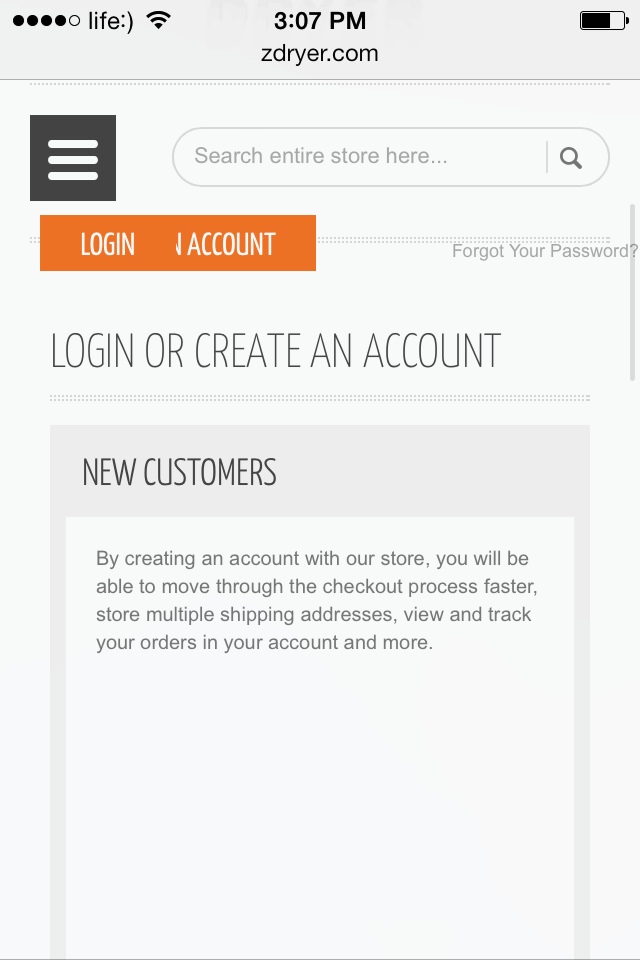 life:) 3:07 PM
zdryer.com
Search entire store here...
LOGIN N ACCOUNT
Forgot Your Password?
LOGIN OR CREATE AN ACCOUNT
NEW CUSTOMERS
By creating an account with our store, you will be
able to move through the checkout process faster,
store multiple shipping addresses, view and track
your orders in your account and more.